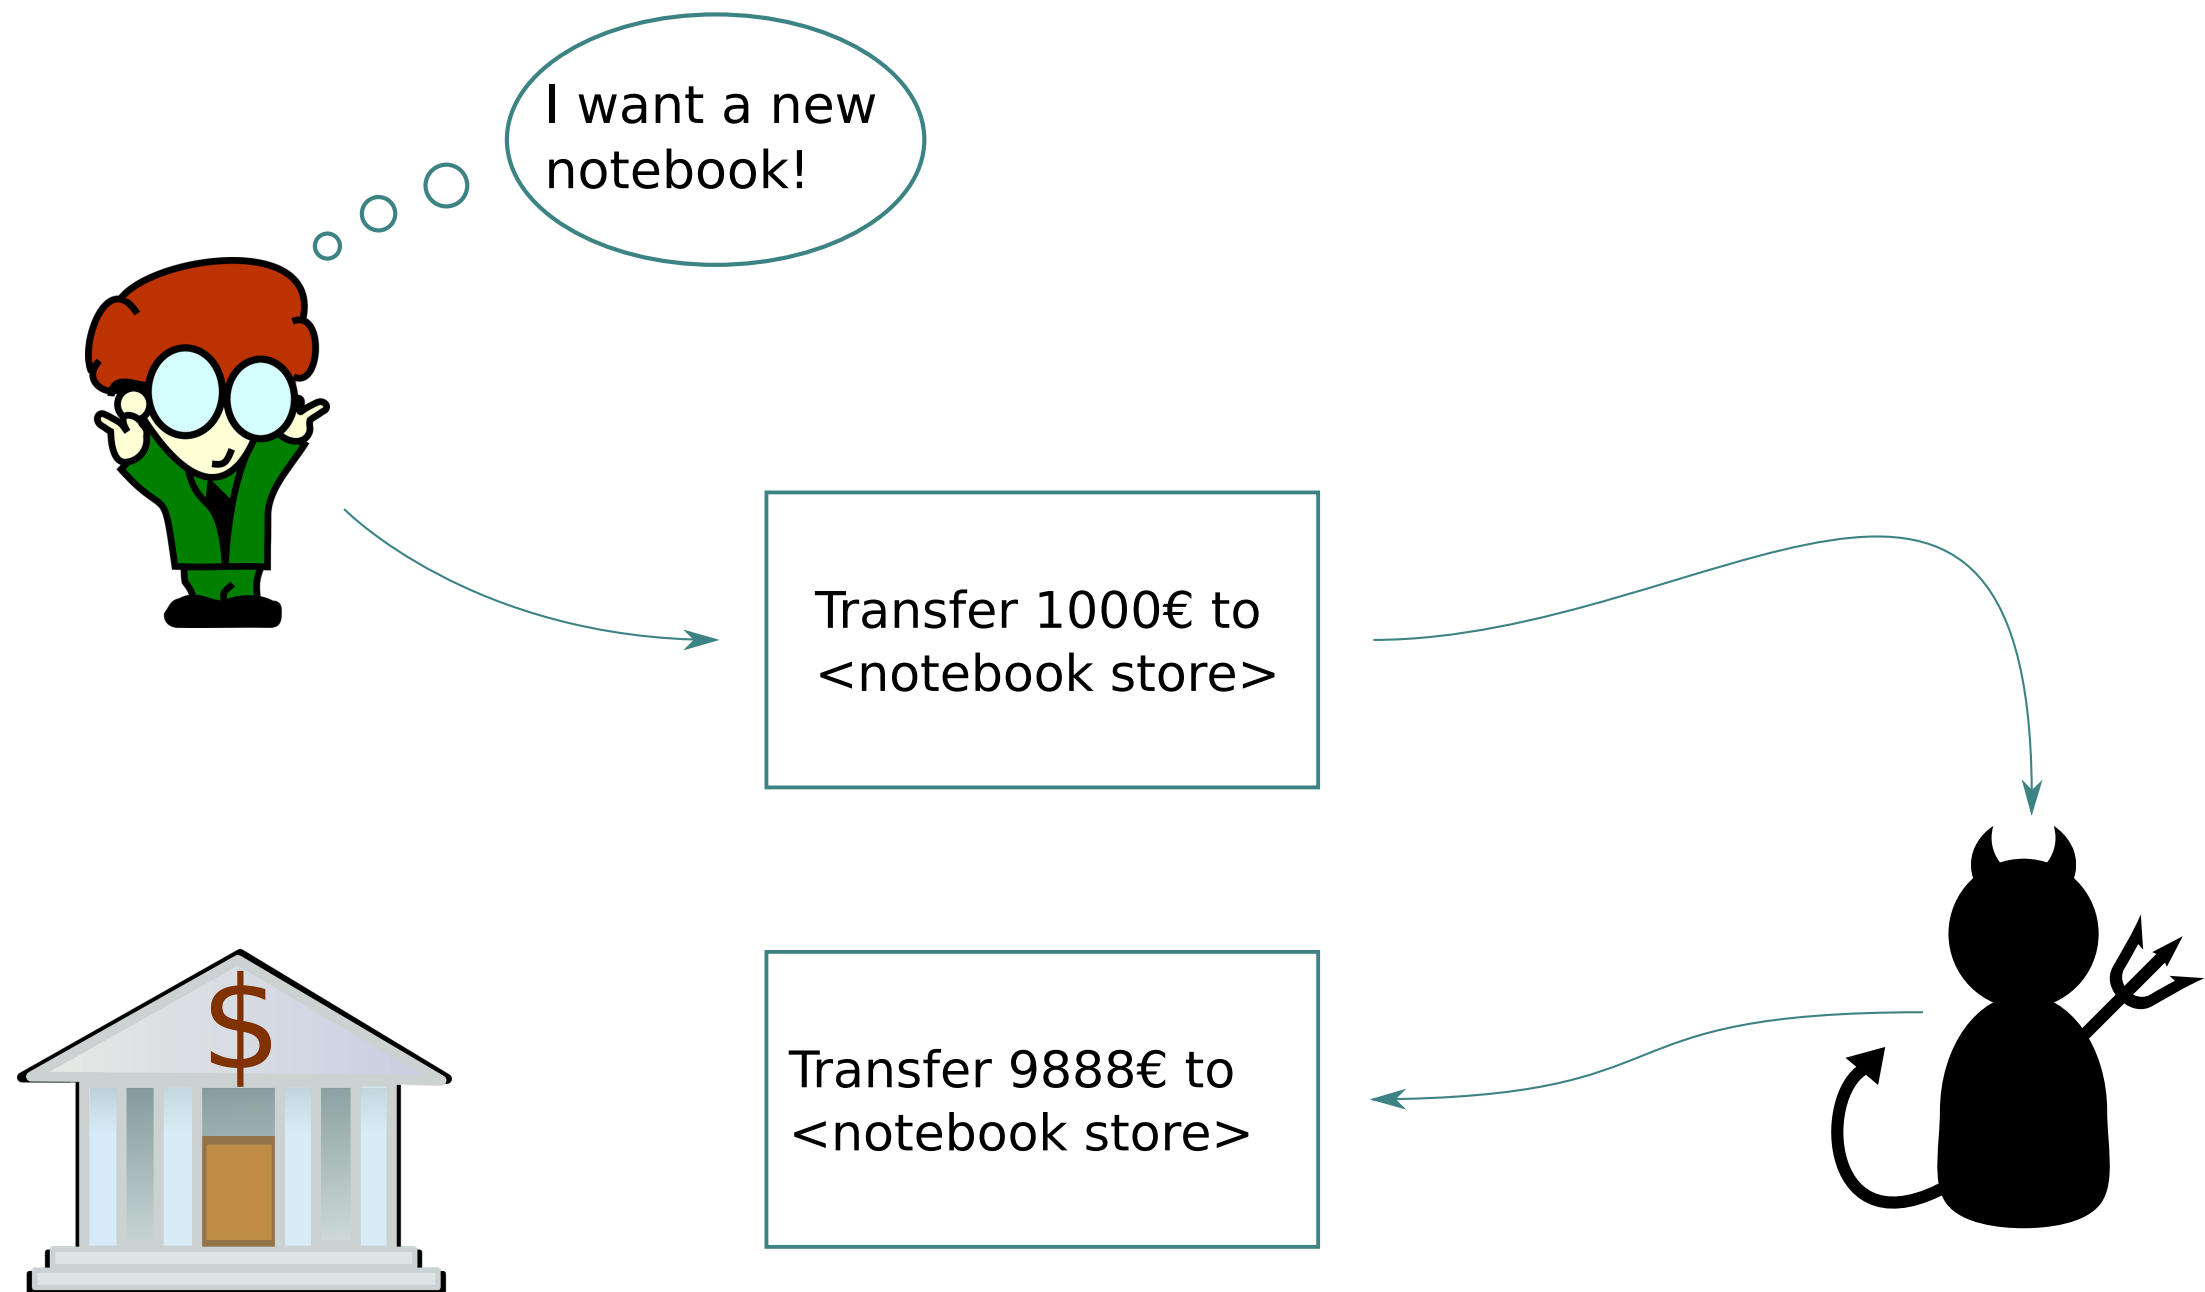 I want a new
notebook!
Transfer 1000€ to
<notebook store>
Transfer 9888€ to
<notebook store>
$